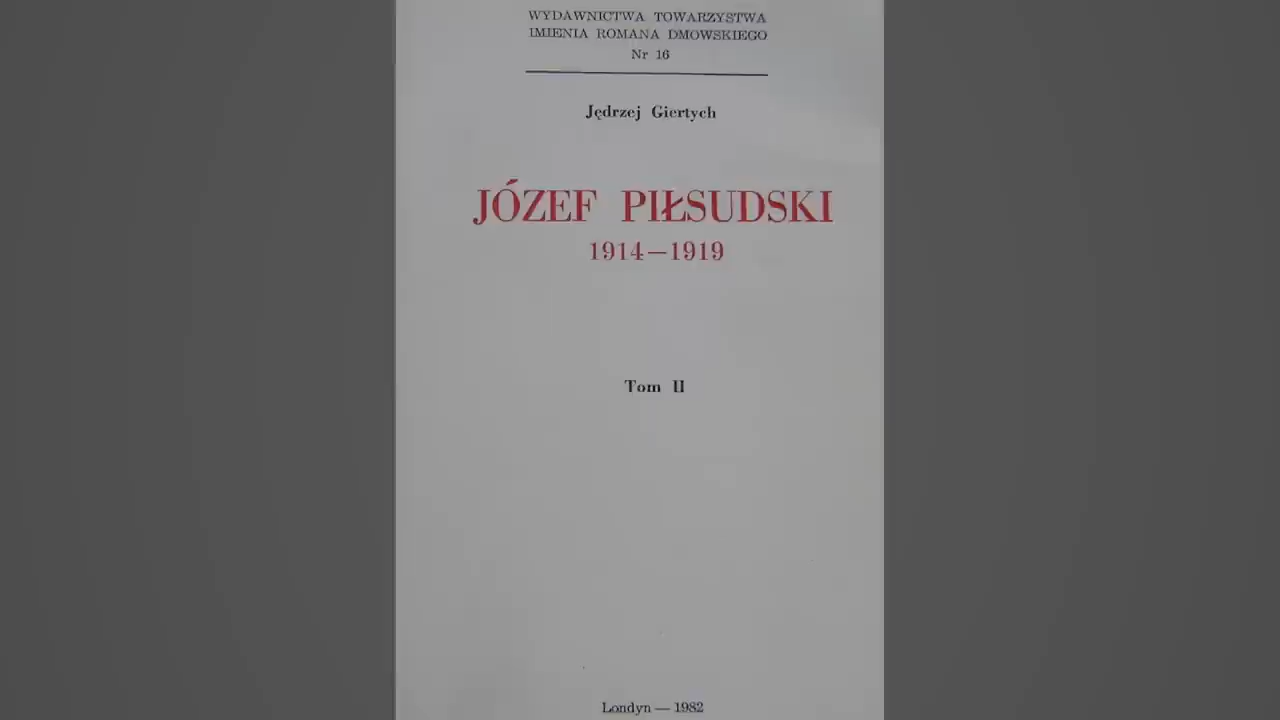 WYDAWNICTWA TOWARZYSTWA
IMIENIA ROMANA DMOWSKIEGO
Nr 16
Jędrzej Giertych
JÓZEF PIŁSUDSKI
1914—1919
Tom II
Londyn — 1982